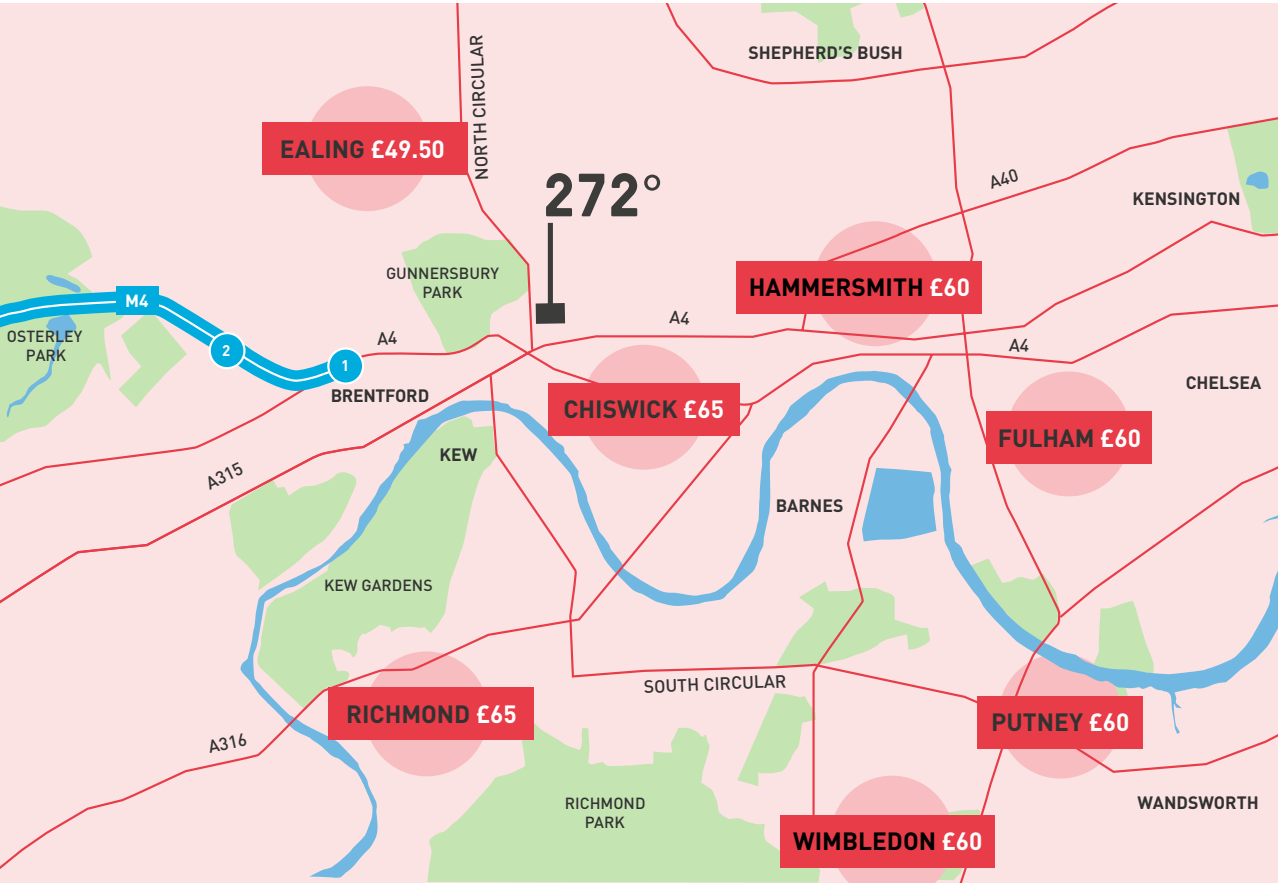 SHEPHERD'S BUSH
NORTH CIRCULAR
EALING £49.50
272°
A40
KENSINGTON
GUNNERSBURY
PARK
HAMMERSMITH £60
M4
OSTERLEY
PARK
2
1
A4
A4
A4
BRENTFORD
CHISWICK £65
CHELSEA
FULHAM £60
KEW
A315
BARNES
KEW GARDENS
SOUTH CIRCULAR
RICHMOND £65
PUTNEY £60
A316
RICHMOND
PARK
WANDSWORTH
WIMBLEDON £60